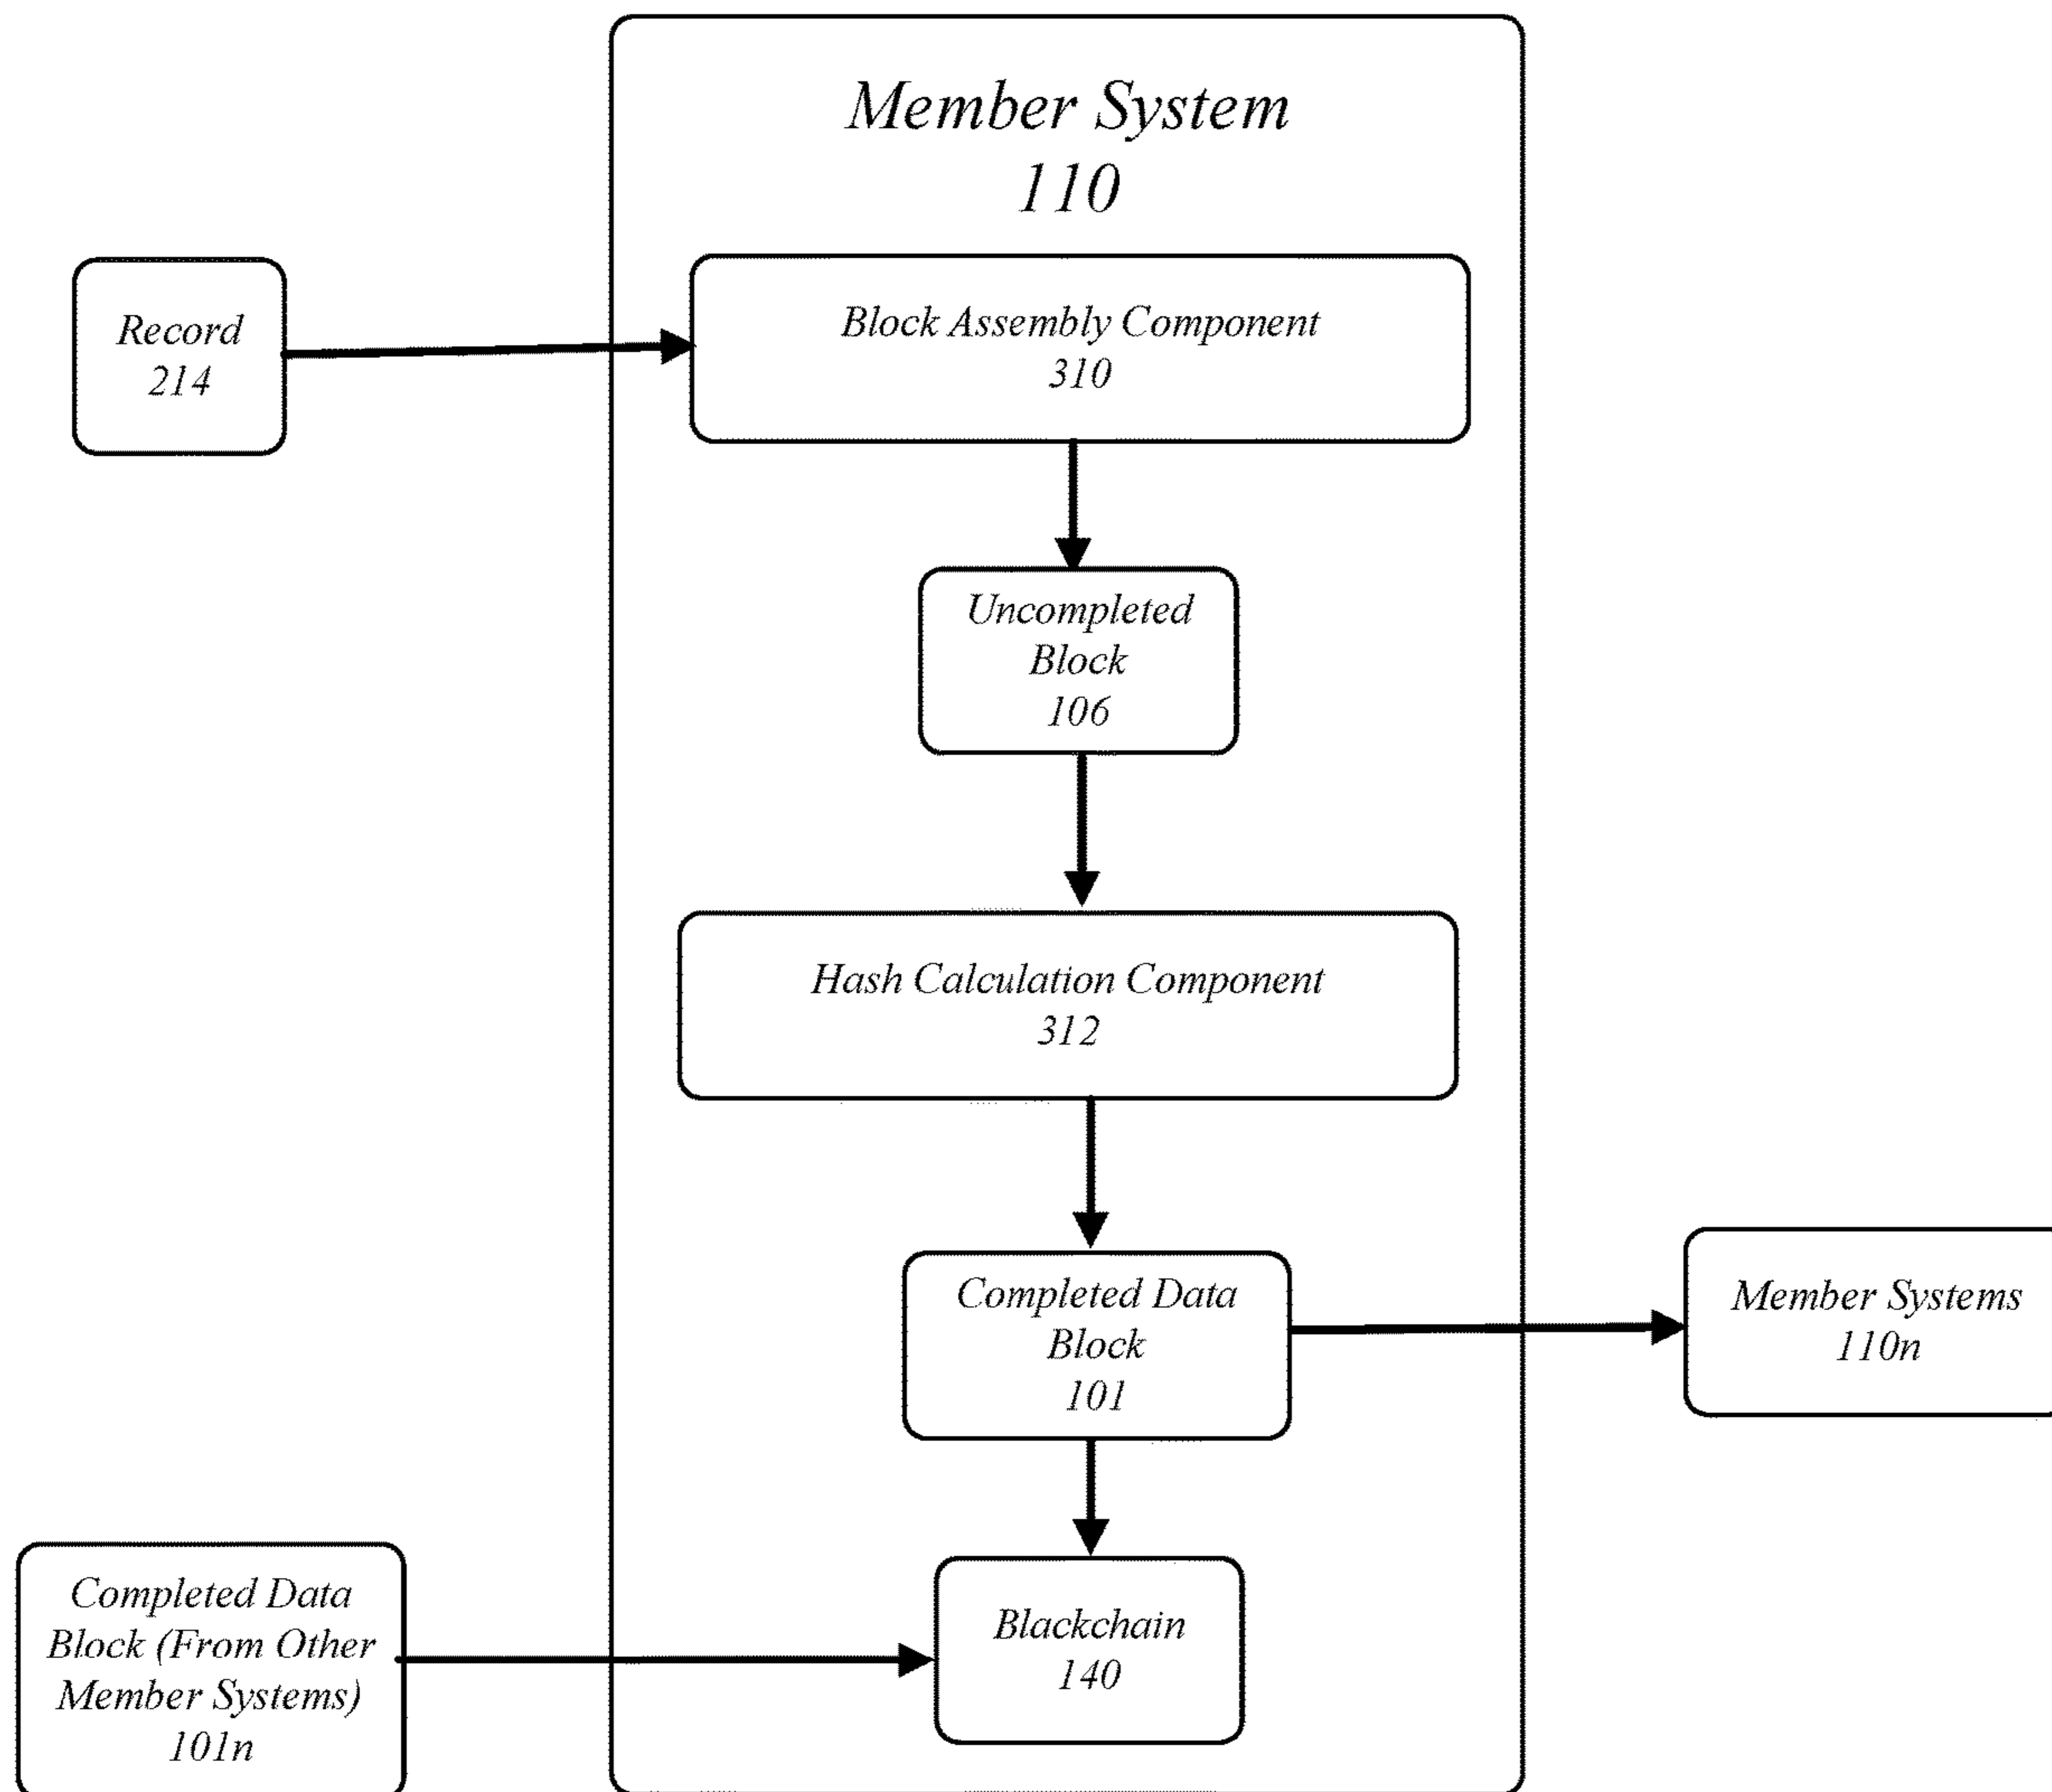 Member System
110
Record
214
Block Assembly Component
310
Uncompleted
Block
106
Hash Calculation Component
312
Completed Data
Block
101
Member Systems
110n
Completed Data
Block (From Other
Member Systems)
101n
Blackchain
140